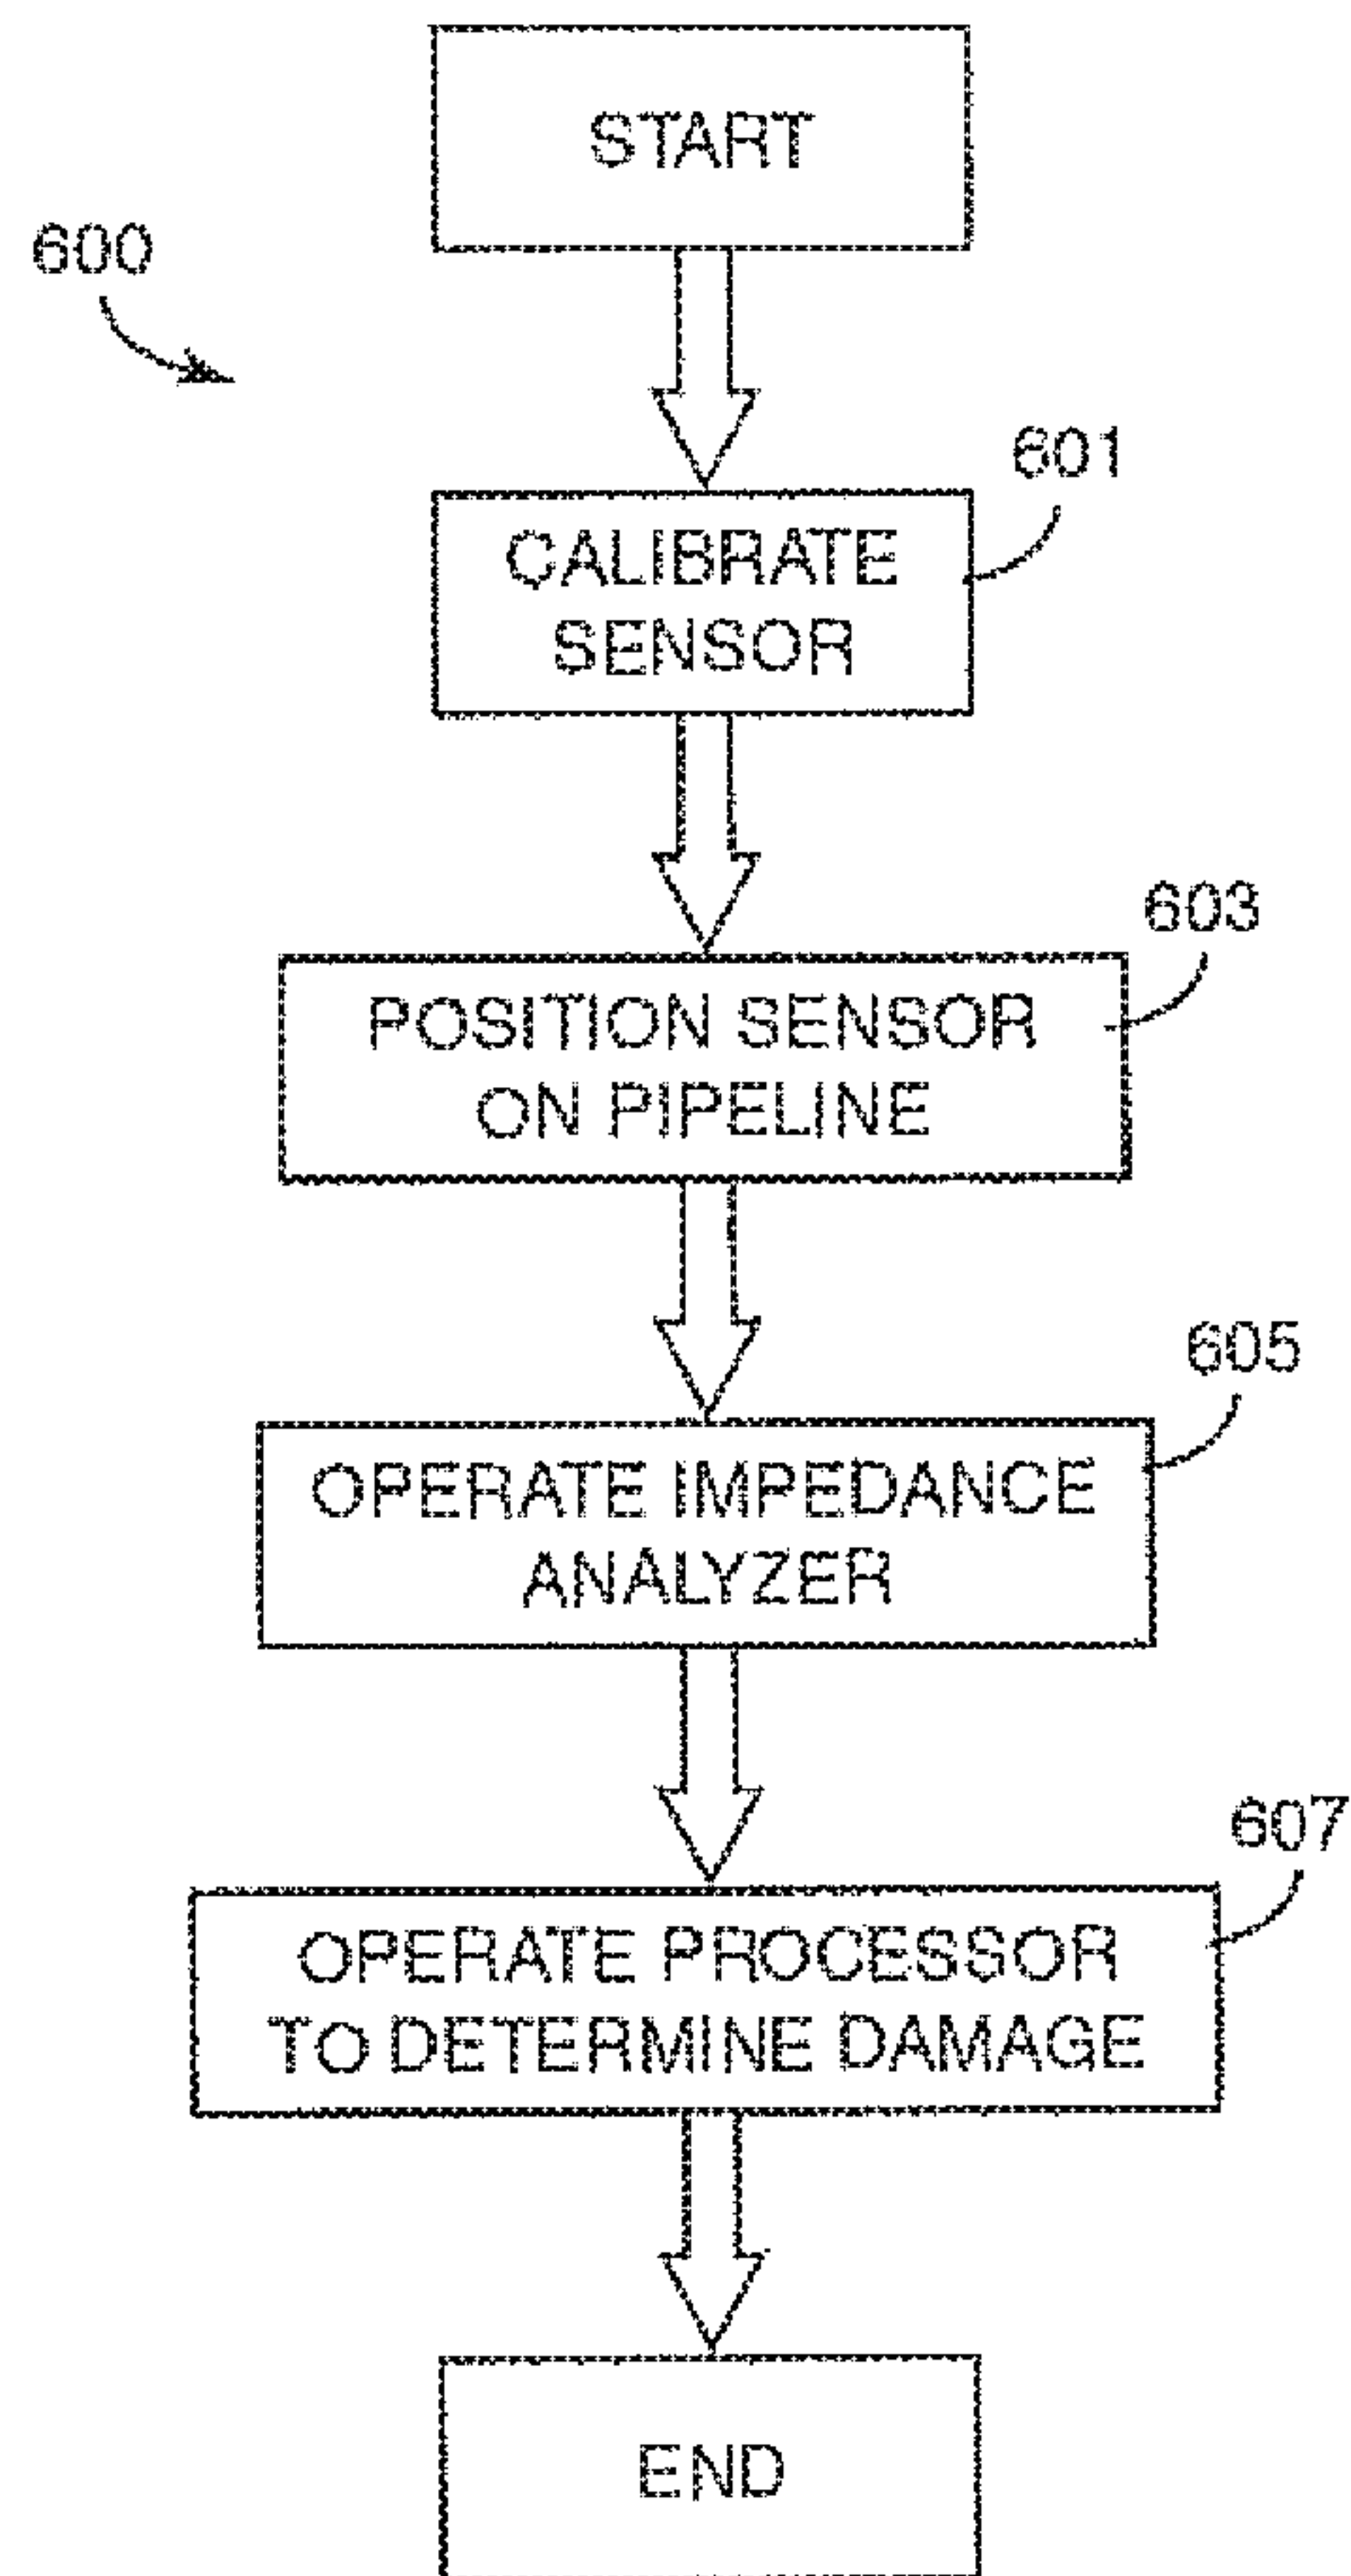 START
600
601
CALIBRATE
SENSOR
603
POSITION SENSOR
ON PIPELINE
605
OPERATE IMPEDANCE
ANALYZER
607
OPERATE PROCESSOR
TO DETERMINE DAMAGE
END